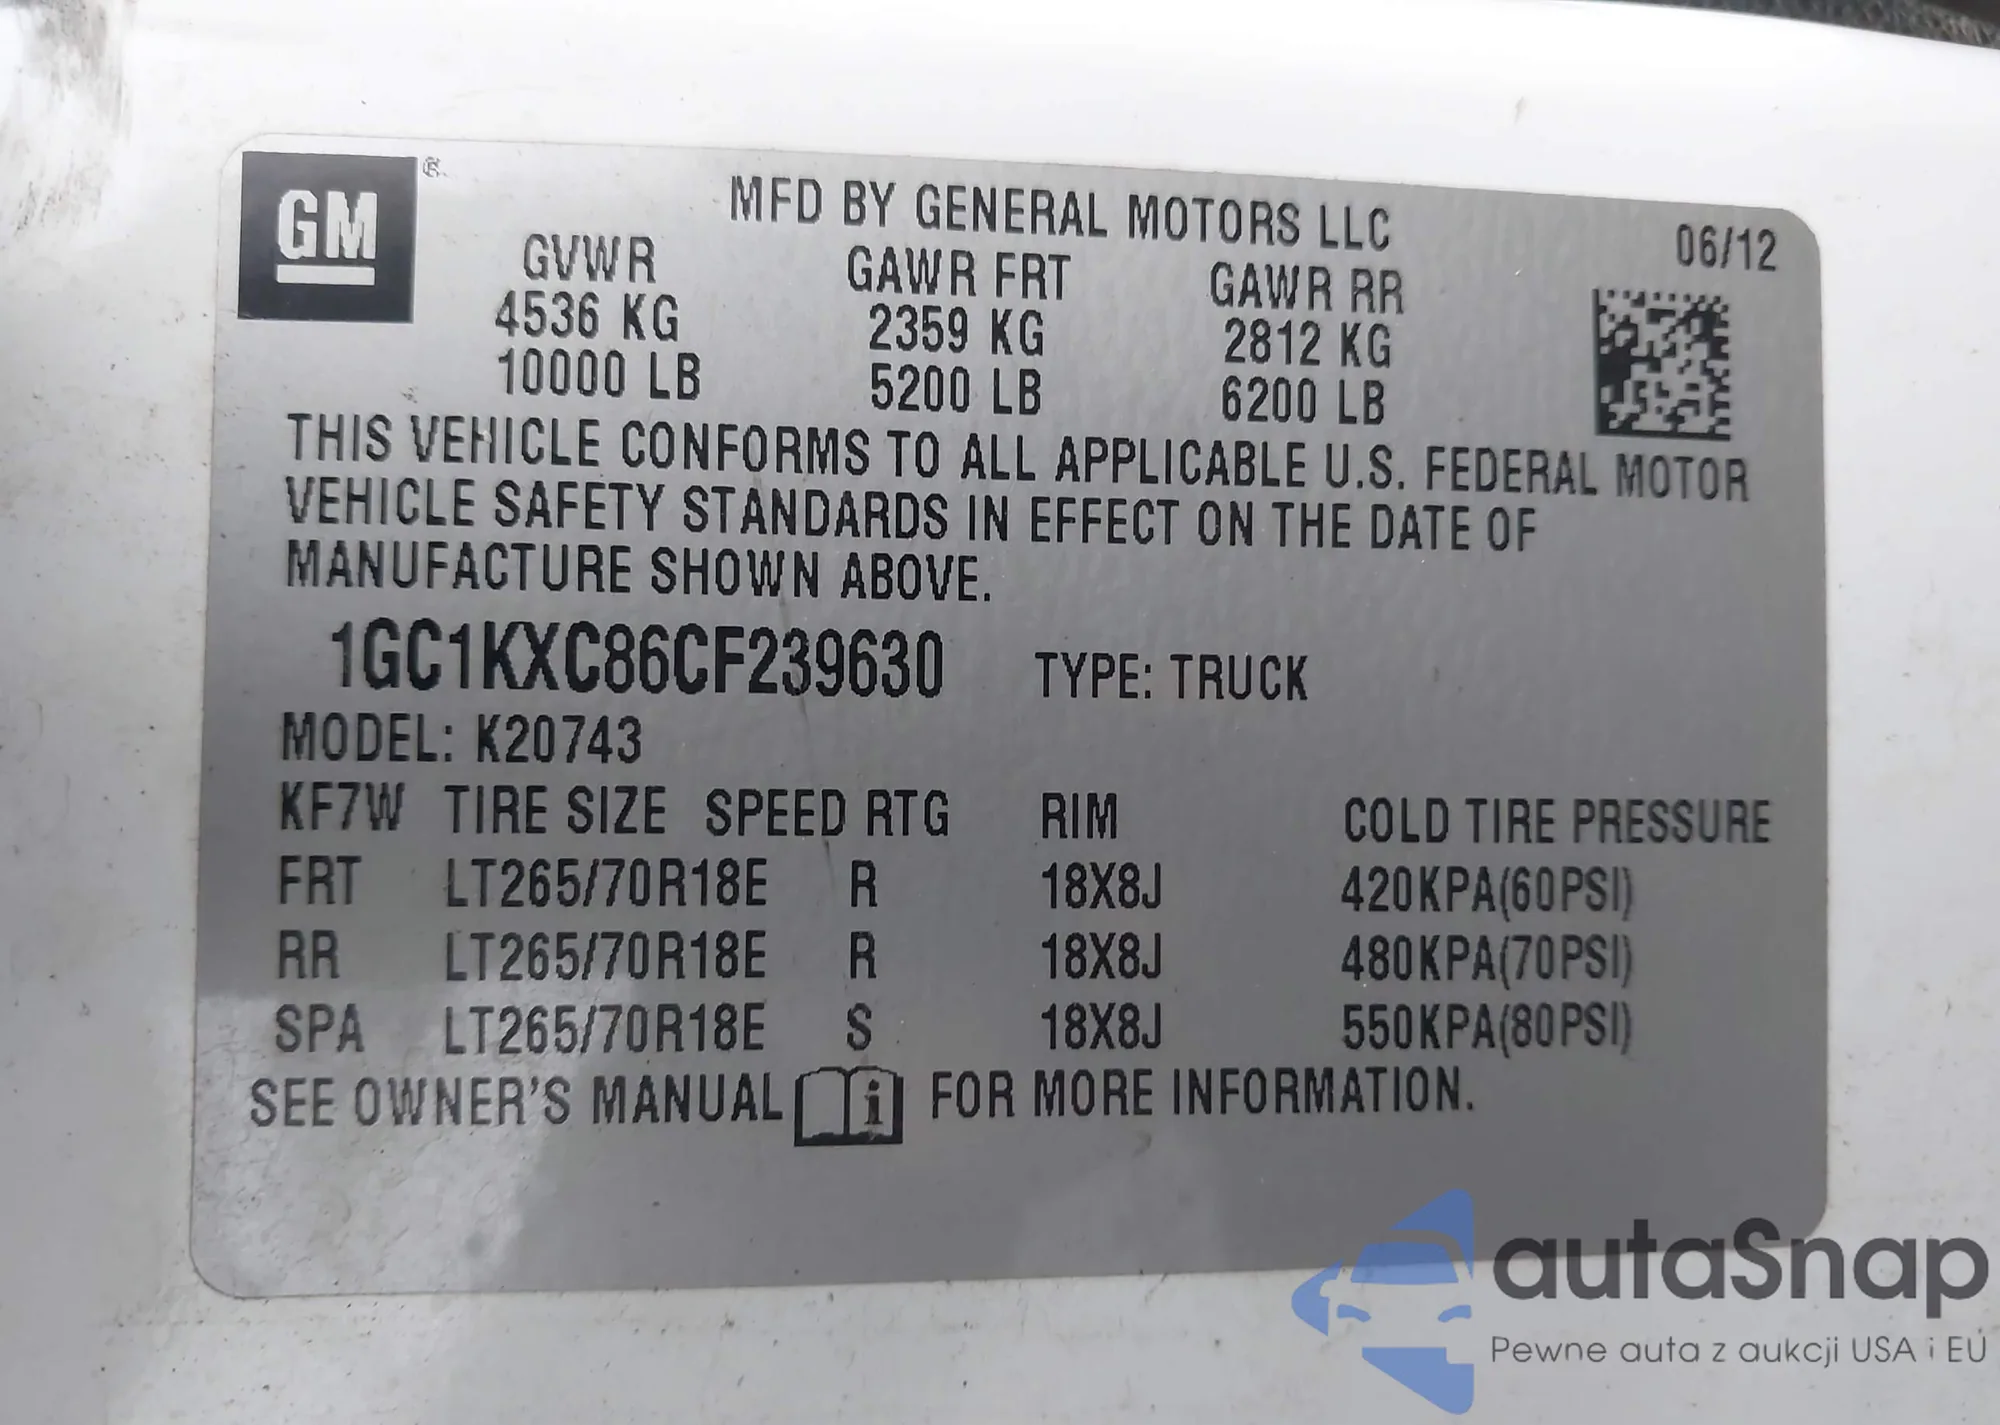 GM
MFD BY GENERAL MOTORS LLC 06/12
GVWR GAWR FRT GAWR RR
4536 KG 2359 KG 2812 KG
10000 LB 5200 LB 6200 LB
THIS VEHICLE CONFORMS TO ALL APPLICABLE U.S. FEDERAL MOTOR
VEHICLE SAFETY STANDARDS IN EFFECT ON THE DATE OF
MANUFACTURE SHOWN ABOVE.
1GC1KXC86CF239630 TYPE: TRUCK
MODEL: K20743
KF7W TIRE SIZE SPEED RTG RIM COLD TIRE PRESSURE
FRT LT265/70R18E R 18X8J 420KPA(60PSI)
RR LT265/70R18E R 18X8J 480KPA(70PSI)
SPA LT265/70R18E S 18X8J 550KPA(80PSI)
SEE OWNER'S MANUAL i FOR MORE INFORMATION.
autaSnap
Pewne auta z aukcji USA i EU